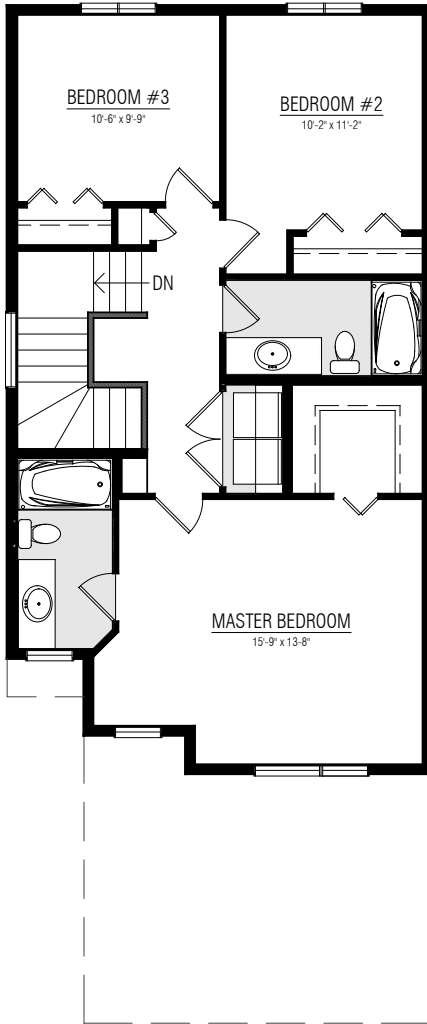 BEDROOM #3
10'-6" x 9'-9"
BEDROOM #2
10'-2" x 11'-2"
DN
MASTER BEDROOM
15'-9" x 13-8"